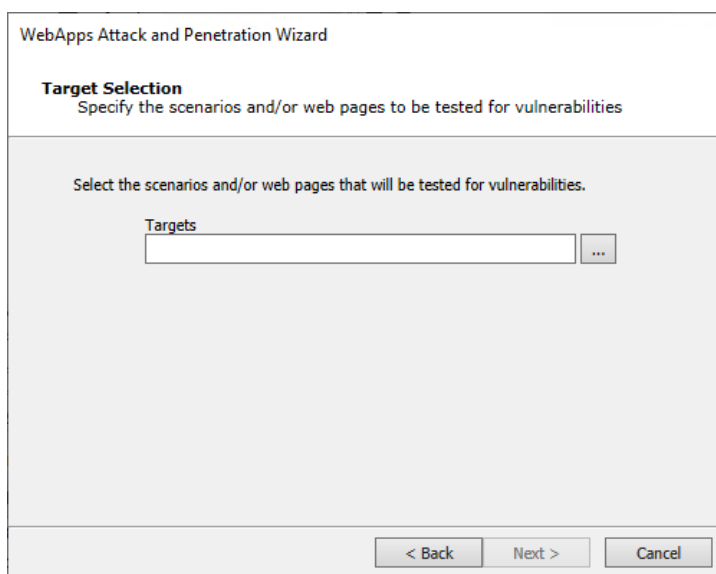 WebApps Attack and Penetration Wizard
Target Selection
Specify the scenarios and/or web pages to be tested for vulnerabilities
Select the scenarios and/or web pages that will be tested for vulnerabilities.
Targets
...
< Back Next > Cancel